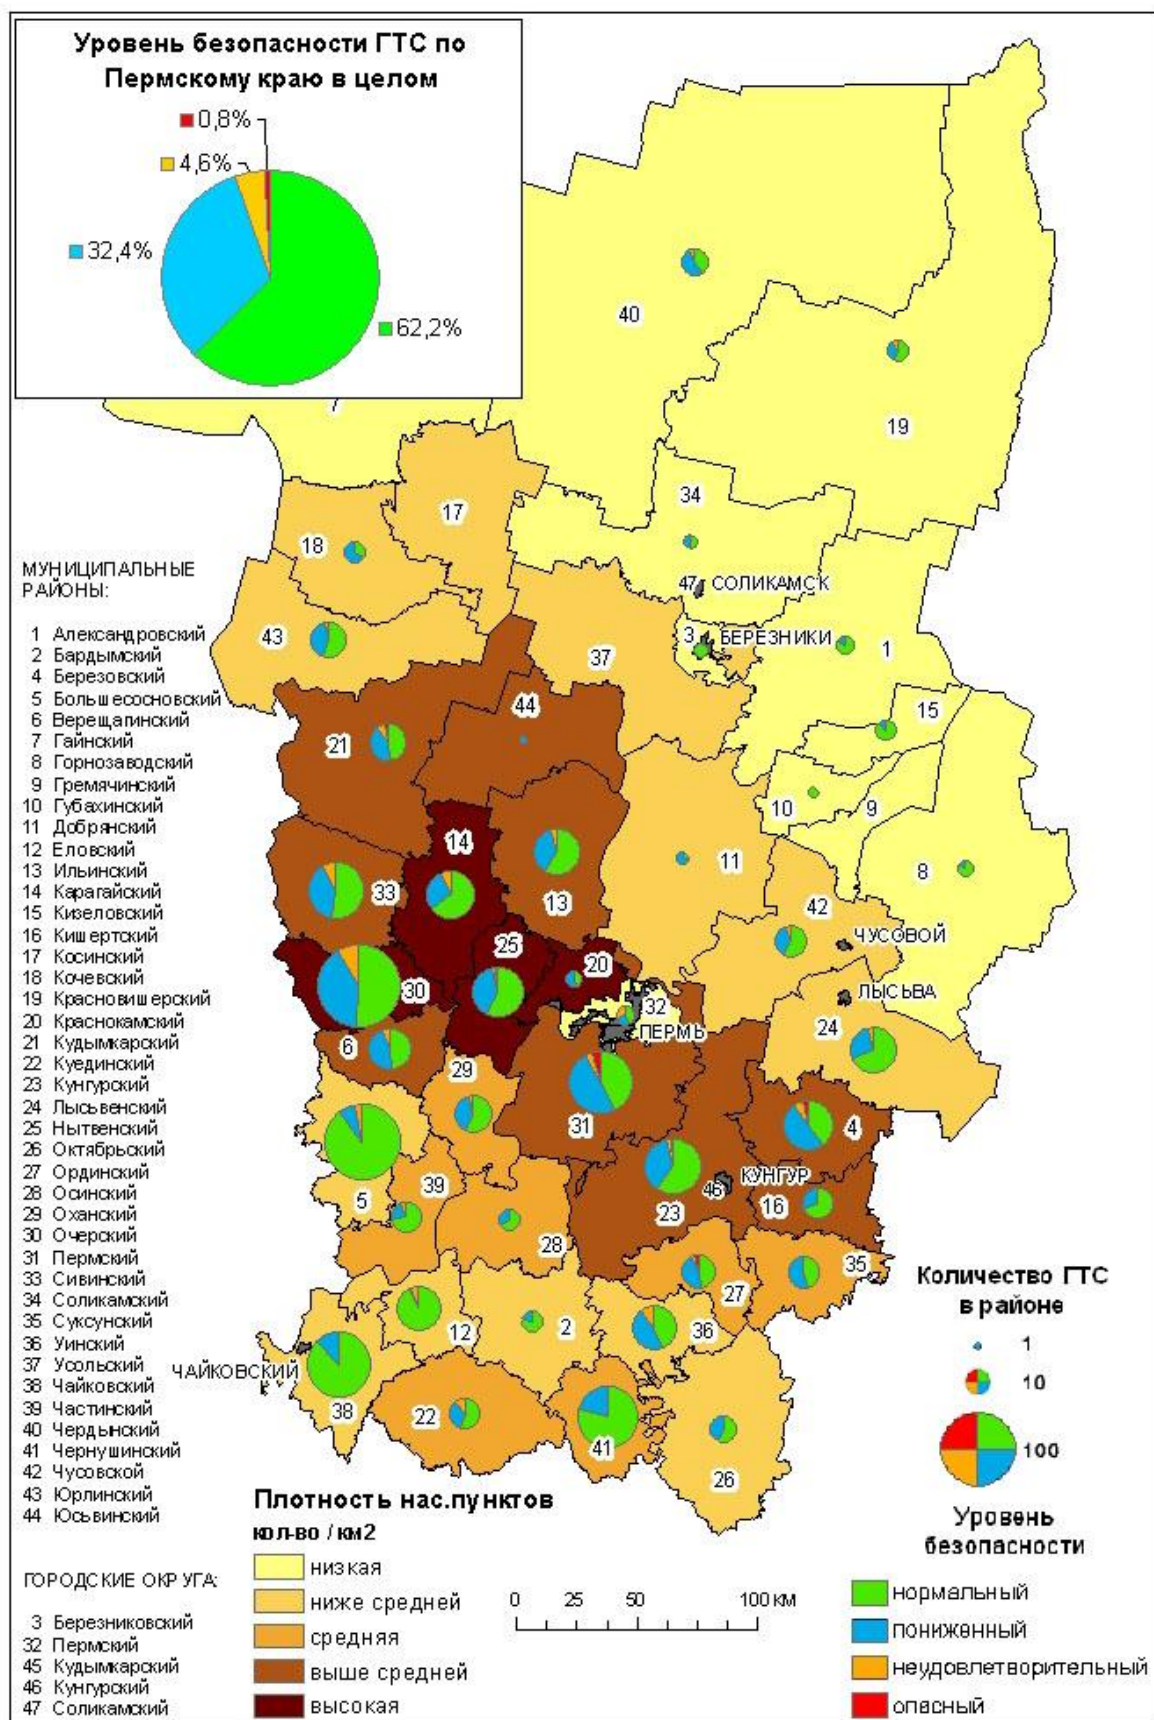 Уровень безопасности ГТС по
Пермскому краю в целом
0,8%
4,6%
32,4%
62,2%
7
40
19
34
17
18
47
СОЛИКАМСК
43
3
БЕРЕЗНИКИ
37
1
44
15
21
10
9
14
11
8
33
13
42
25
ЧУСОВОЙ
20
30
32
ЛЫСЬВА
ПЕРМЬ
24
6
29
31
4
39
КУНГУР
5
23
46
16
28
35
27
12
2
36
ЧАЙКОВСКИЙ
38
22
41
26
МУНИЦИПАЛЬНЫЕ
РАЙОНЫ:
1 Александровский
2 Бардымский
4 Березовский
5 Большесосновский
6 Верещагинский
7 Гайнский
8 Горнозаводский
9 Гремячинский
10 Губахинский
11 Добрянский
12 Еловский
13 Ильинский
14 Карагайский
15 Кизеловский
16 Кишертский
17 Косинский
18 Кочевский
19 Красновишерский
20 Краснокамский
21 Кудымкарский
22 Куединский
23 Кунгурский
24 Лысьвенский
25 Нытвенский
26 Октябрьский
27 Ординский
28 Осинский
29 Оханский
30 Очерский
31 Пермский
33 Сивинский
34 Соликамский
35 Суксунский
36 Уинский
37 Усольский
38 Чайковский
39 Частинский
40 Чердынский
41 Чернушинский
42 Чусовской
43 Юрлинский
44 Юсьвинский
ГОРОДСКИЕ ОКРУГА:
3 Березниковский
32 Пермский
45 Кудымкарский
46 Кунгурский
47 Соликамский
Плотность нас.пунктов
кол-во / км2
низкая
ниже средней
средняя
выше средней
высокая
0 25 50 100 КМ
Количество ГТС
в районе
1
10
100
Уровень
безопасности
нормальный
пониженный
неудовлетворительный
опасный